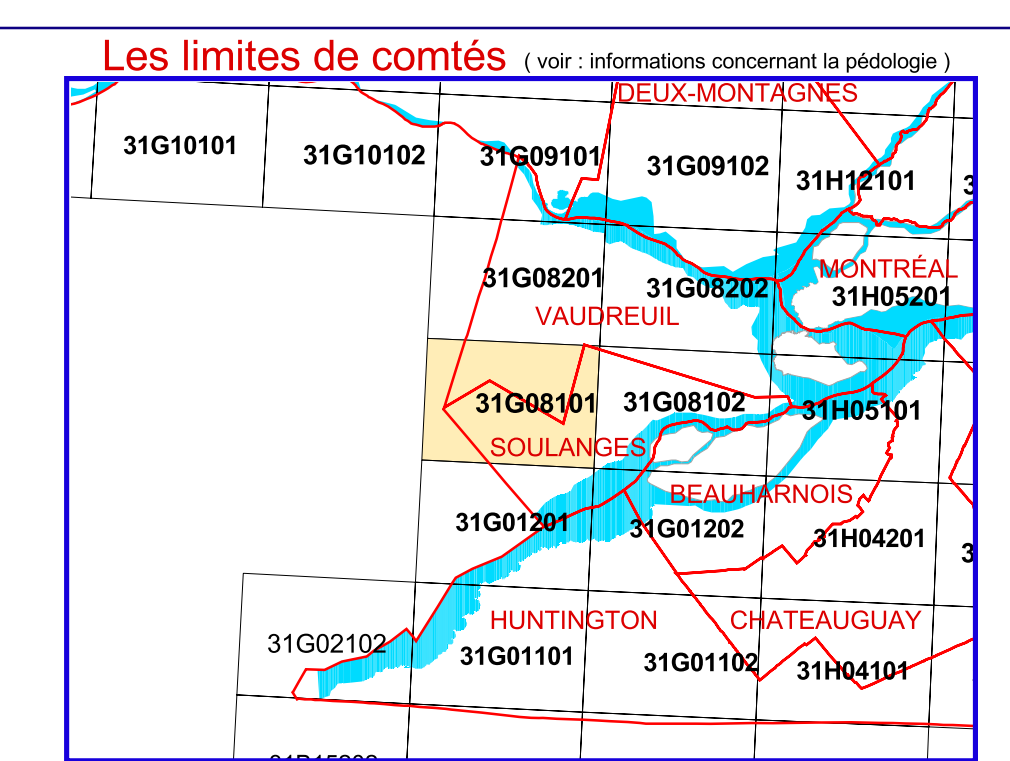 Les limites de comtés ( voir : informations concernant la pédologie )
DEUX-MONTAGNES
31G10101
31G10102
31G09101
31G09102
31H12101
31G08201
31G08202
MONTRÉAL
31H05201
VAUDREUIL
31G08101
31G08102
31H05101
SOULANGES
BEAUHARNOIS
31G01201
31G01202
31H04201
HUNTINGTON
CHATEAUGUAY
31G02102
31G01101
31G01102
31H04101